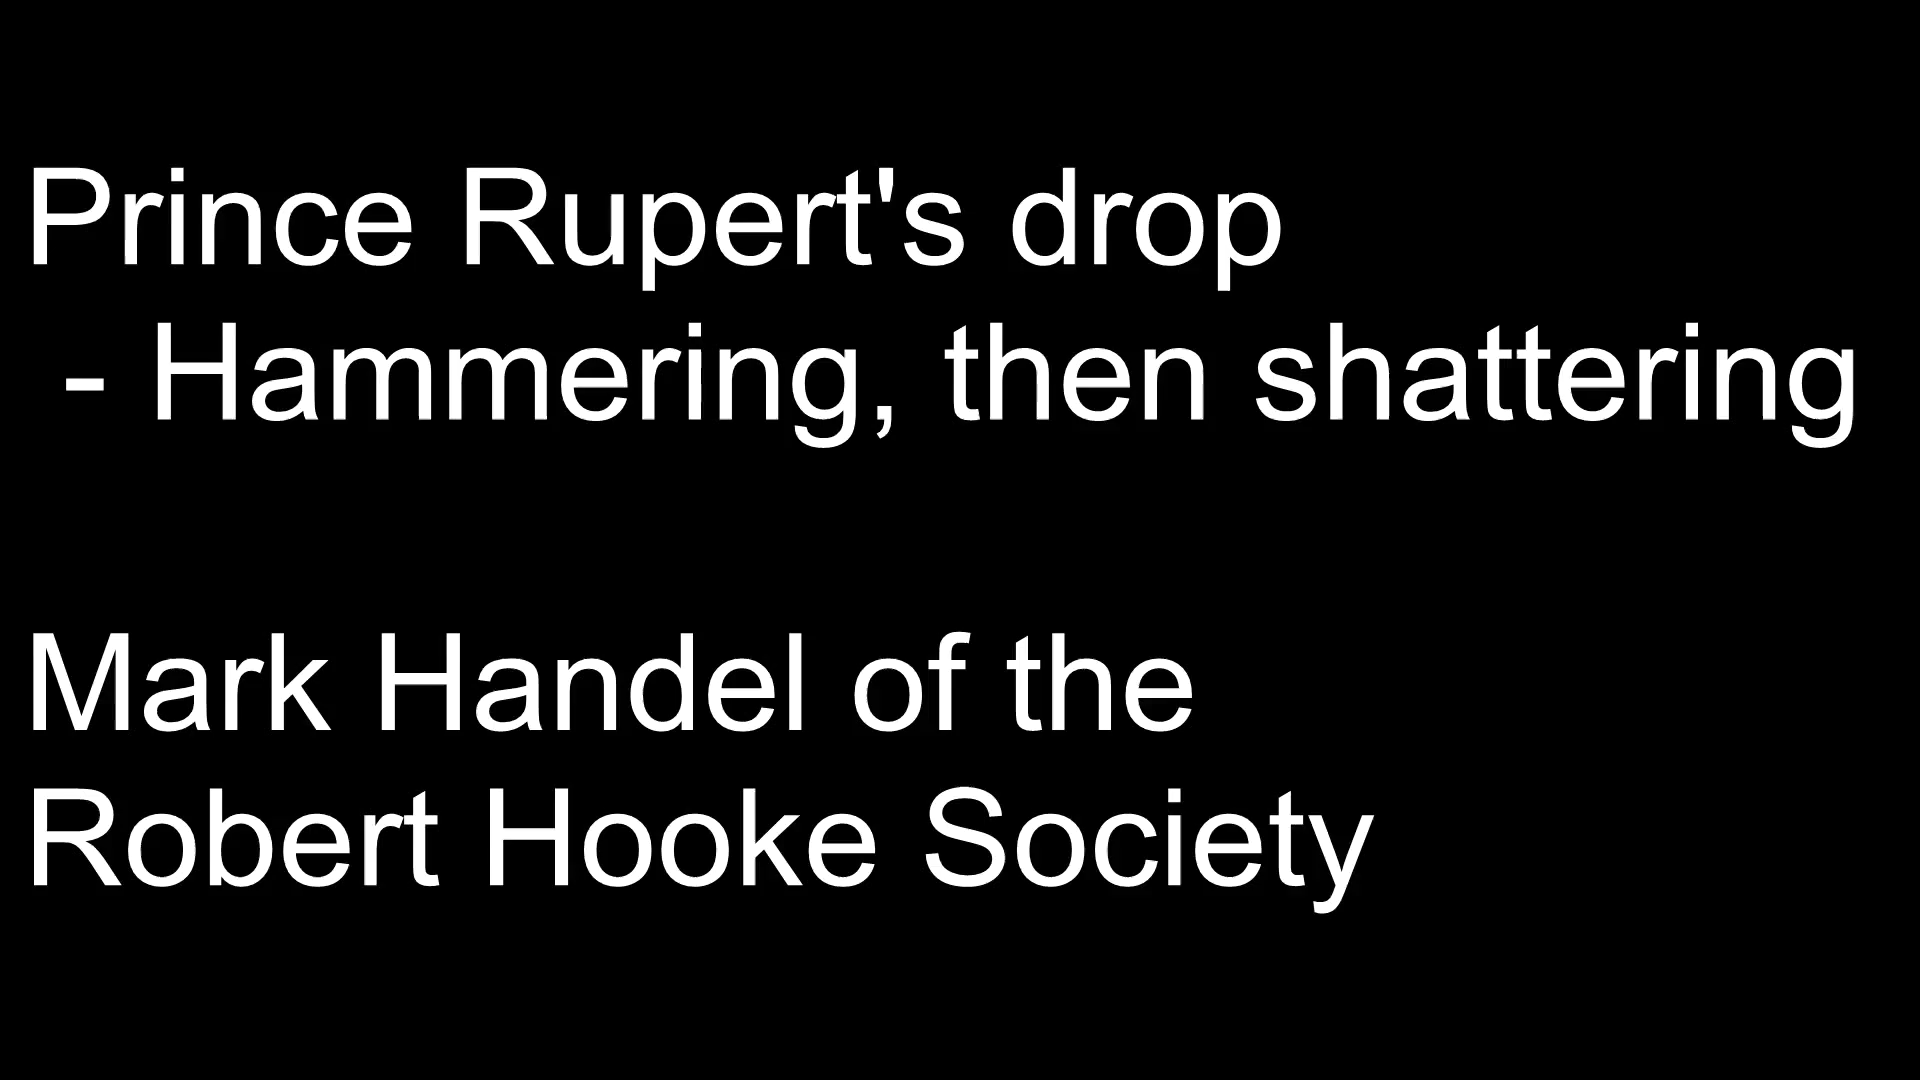 Prince Rupert's drop
- Hammering, then shattering
Mark Handel of the
Robert Hooke Society